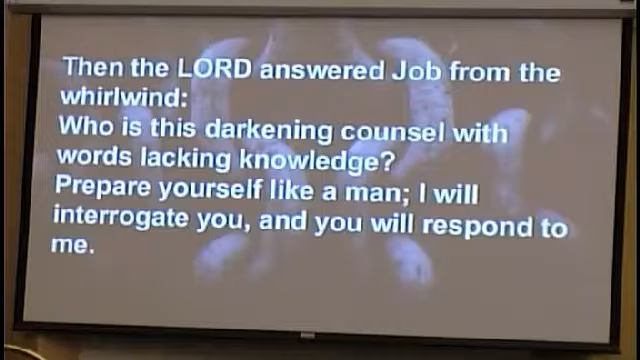 Then the LORD answered Job from the
whirlwind:
Who is this darkening counsel with
words lacking knowledge?
Prepare yourself like a man; I will
interrogate you, and you will respond to
me.